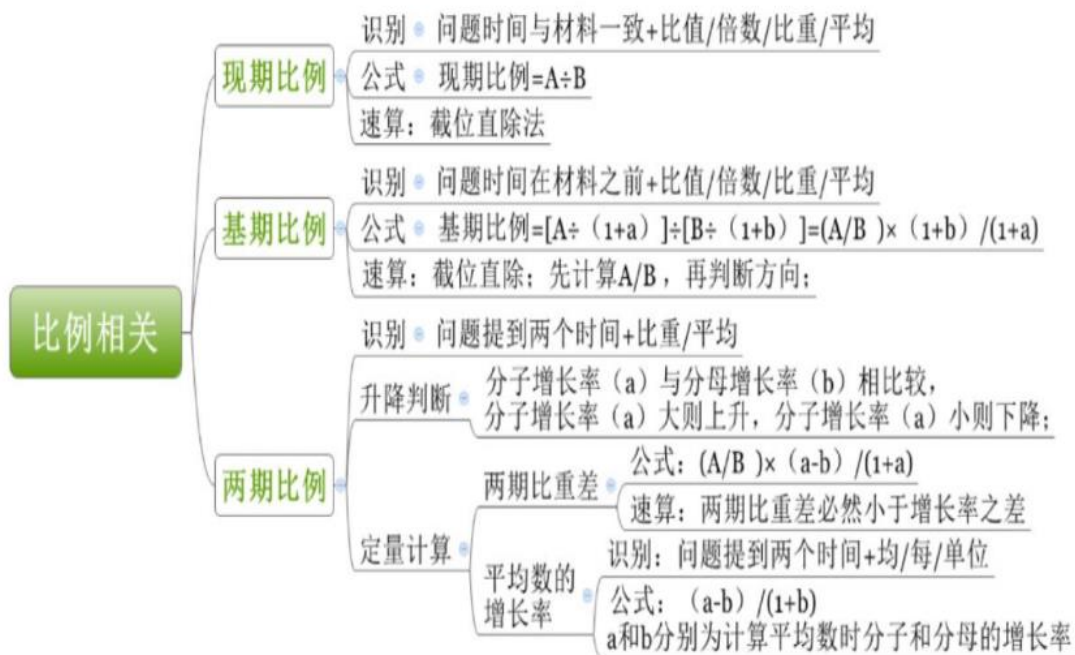 比例相关
现期比例
识别 问题时间与材料一致+比值/倍数/比重/平均
公式 现期比例=A÷B
速算：截位直除法
基期比例
识别 问题时间在材料之前+比值/倍数/比重/平均
公式 基期比例=[A÷（1+a）]÷[B÷（1+b）]=(A/B )×（1+b）/(1+a)
速算：截位直除；先计算A/B，再判断方向；
两期比例
识别 问题提到两个时间+比重/平均
升降判断
分子增长率（a）与分母增长率（b）相比较，
分子增长率（a）大则上升，分子增长率（a）小则下降；
定量计算
两期比重差
公式：(A/B )×（a-b）/(1+a)
速算：两期比重差必然小于增长率之差
平均数的
增长率
识别：问题提到两个时间+均/每/单位
公式：（a-b）/(1+b)
a和b分别为计算平均数时分子和分母的增长率